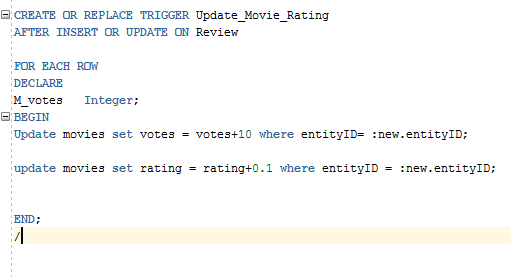 CREATE OR REPLACE TRIGGER Update_Movie_Rating
AFTER INSERT OR UPDATE ON Review
FOR EACH ROW
DECLARE
M_votes   Integer;
BEGIN
Update movies set votes = votes+10 where entityID= :new.entityID;
update movies set rating = rating+0.1 where entityID = :new.entityID;
END;
/